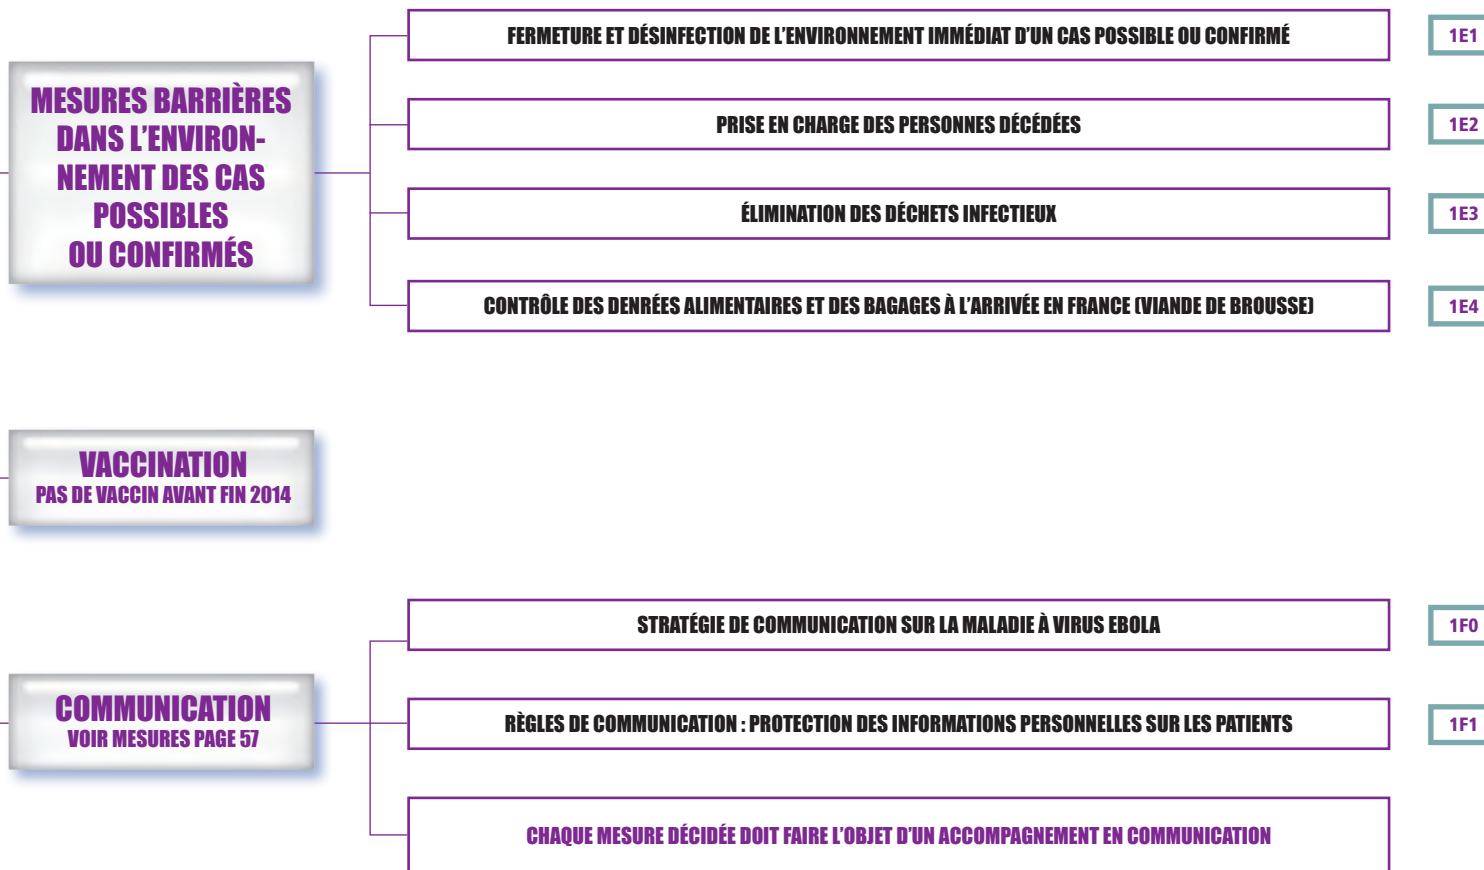 MESURES BARRIÈRES
DANS L'ENVIRON-
NEMENT DES CAS
POSSIBLES
OU CONFIRMÉS
FERMETURE ET DÉSINFECTION DE L'ENVIRONNEMENT IMMÉDIAT D'UN CAS POSSIBLE OU CONFIRMÉ
1E1
PRISE EN CHARGE DES PERSONNES DÉCÉDÉES
1E2
ÉLIMINATION DES DÉCHETS INFECTIEUX
1E3
CONTRÔLE DES DENRÉES ALIMENTAIRES ET DES BAGAGES À L'ARRIVÉE EN FRANCE (VIANDE DE BROUSSE)
1E4
VACCINATION
PAS DE VACCIN AVANT FIN 2014
COMMUNICATION
VOIR MESURES PAGE 57
STRATÉGIE DE COMMUNICATION SUR LA MALADIE À VIRUS EBOLA
1F0
RÈGLES DE COMMUNICATION : PROTECTION DES INFORMATIONS PERSONNELLES SUR LES PATIENTS
1F1
CHAQUE MESURE DÉCIDÉE DOIT FAIRE L'OBJET D'UN ACCOMPAGNEMENT EN COMMUNICATION